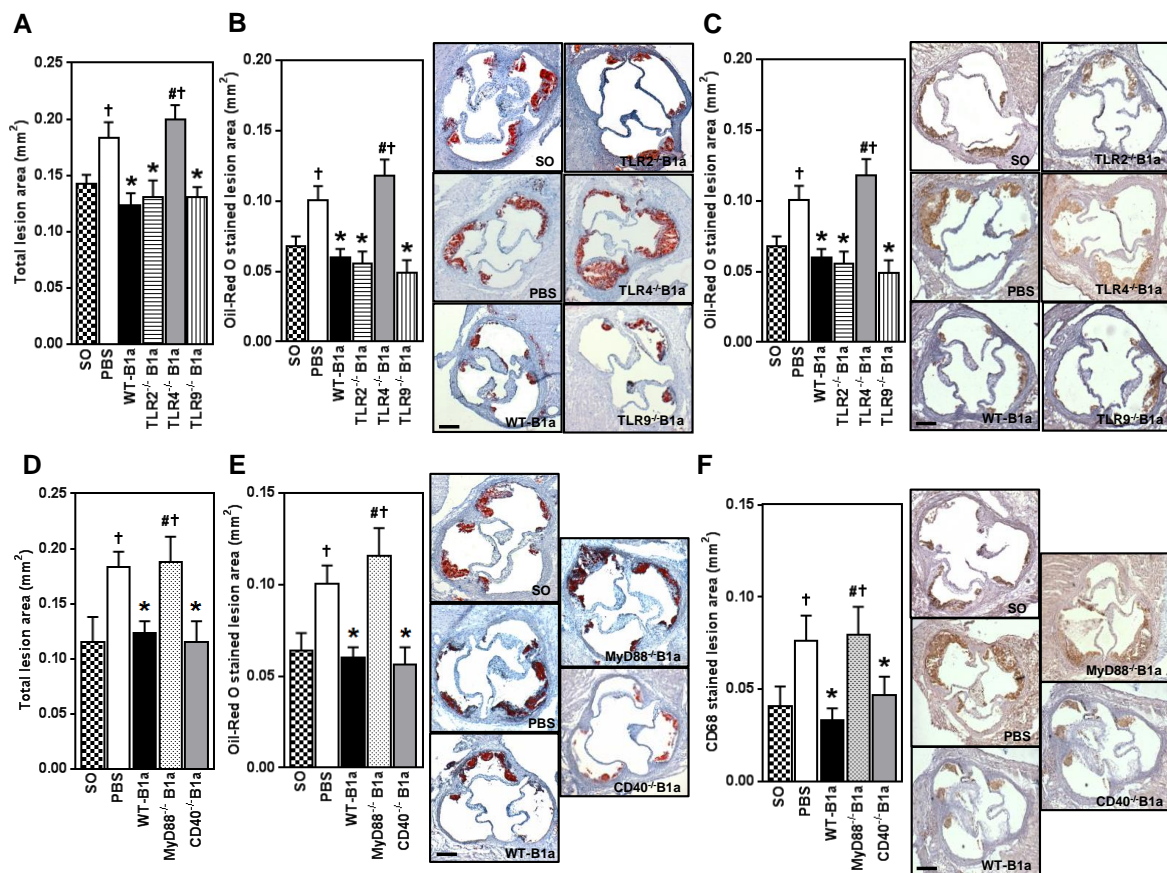 A
Total lesion area (mm²)
0.25
0.20
0.15
0.10
0.05
0.00
†
*
*
#†
*
SO
PBS
WT-B1a
TLR2⁻/⁻ B1a
TLR4⁻/⁻ B1a
TLR9⁻/⁻ B1a
B
Oil-Red O stained lesion area (mm²)
0.20
0.15
0.10
0.05
0.00
†
*
*
#†
*
SO
PBS
WT-B1a
TLR2⁻/⁻ B1a
TLR4⁻/⁻ B1a
TLR9⁻/⁻B1a
SO
TLR2⁻/⁻B1a
PBS
TLR4⁻/⁻B1a
WT-B1a
TLR9⁻/⁻B1a
C
Oil-Red O stained lesion area (mm²)
0.20
0.15
0.10
0.05
0.00
†
*
*
#†
*
SO
PBS
WT-B1a
TLR2⁻/⁻ B1a
TLR4⁻/⁻ B1a
TLR9⁻/⁻B1a
SO
TLR2⁻/⁻B1a
PBS
TLR4⁻/⁻B1a
WT-B1a
TLR9⁻/⁻B1a
D
Total lesion area (mm²)
0.25
0.20
0.15
0.10
0.05
0.00
†
*
#†
*
SO
PBS
WT-B1a
MyD88⁻/⁻ B1a
CD40⁻/⁻B1a
E
Oil-Red O stained lesion area (mm²)
0.15
0.10
0.05
0.00
†
*
#†
*
SO
PBS
WT-B1a
MyD88⁻/⁻ B1a
CD40⁻/⁻B1a
SO
MyD88⁻/⁻B1a
PBS
CD40⁻/⁻B1a
WT-B1a
F
CD68 stained lesion area (mm²)
0.15
0.10
0.05
0.00
†
*
#†
*
SO
PBS
WT-B1a
MyD88⁻/⁻ B1a
CD40⁻/⁻B1a
SO
MyD88⁻/⁻B1a
PBS
CD40⁻/⁻B1a
WT-B1a